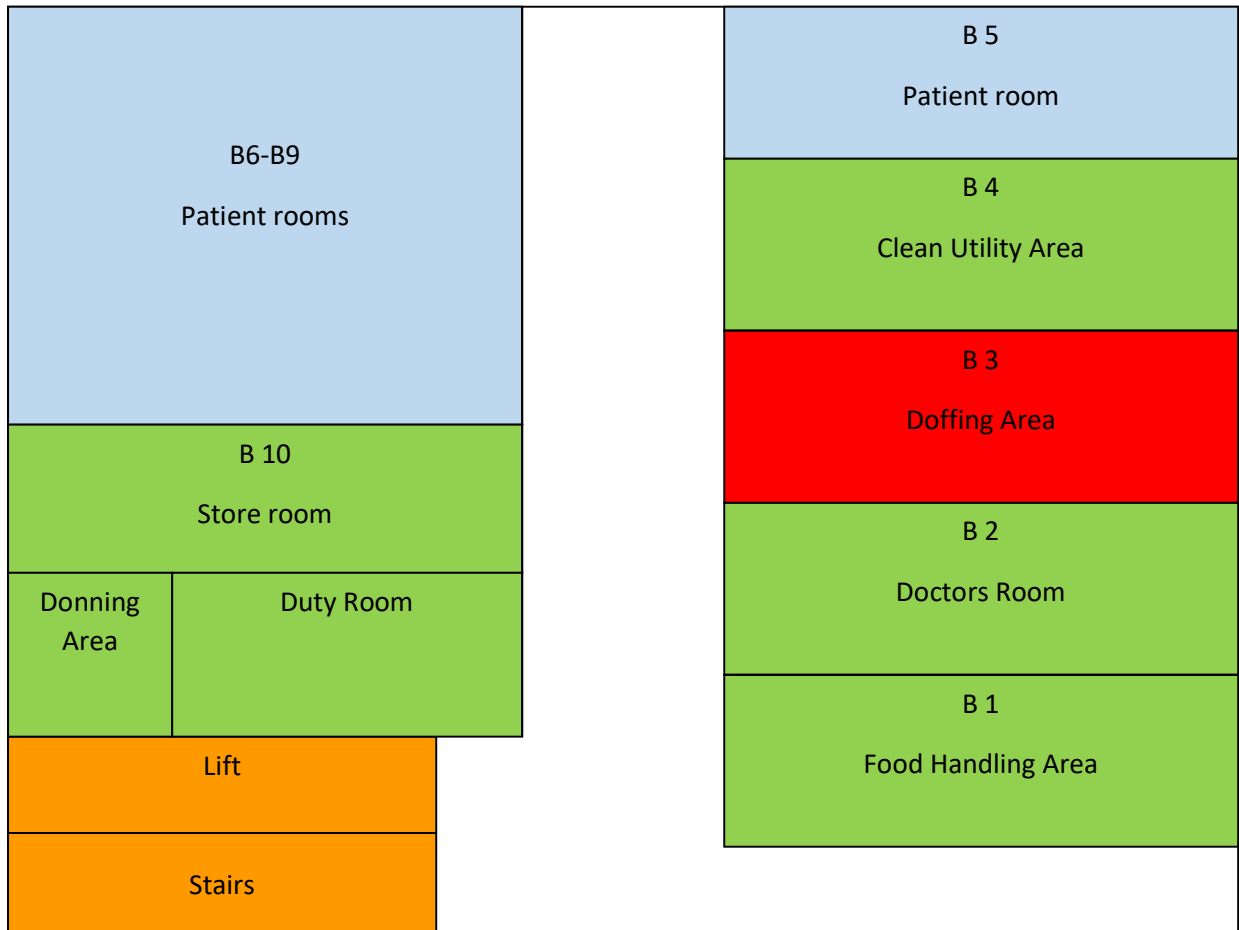 B6-B9
Patient rooms
B 10
Store room
Donning
Area
Duty Room
Lift
Stairs
B 5
Patient room
B 4
Clean Utility Area
B 3
Doffing Area
B 2
Doctors Room
B 1
Food Handling Area